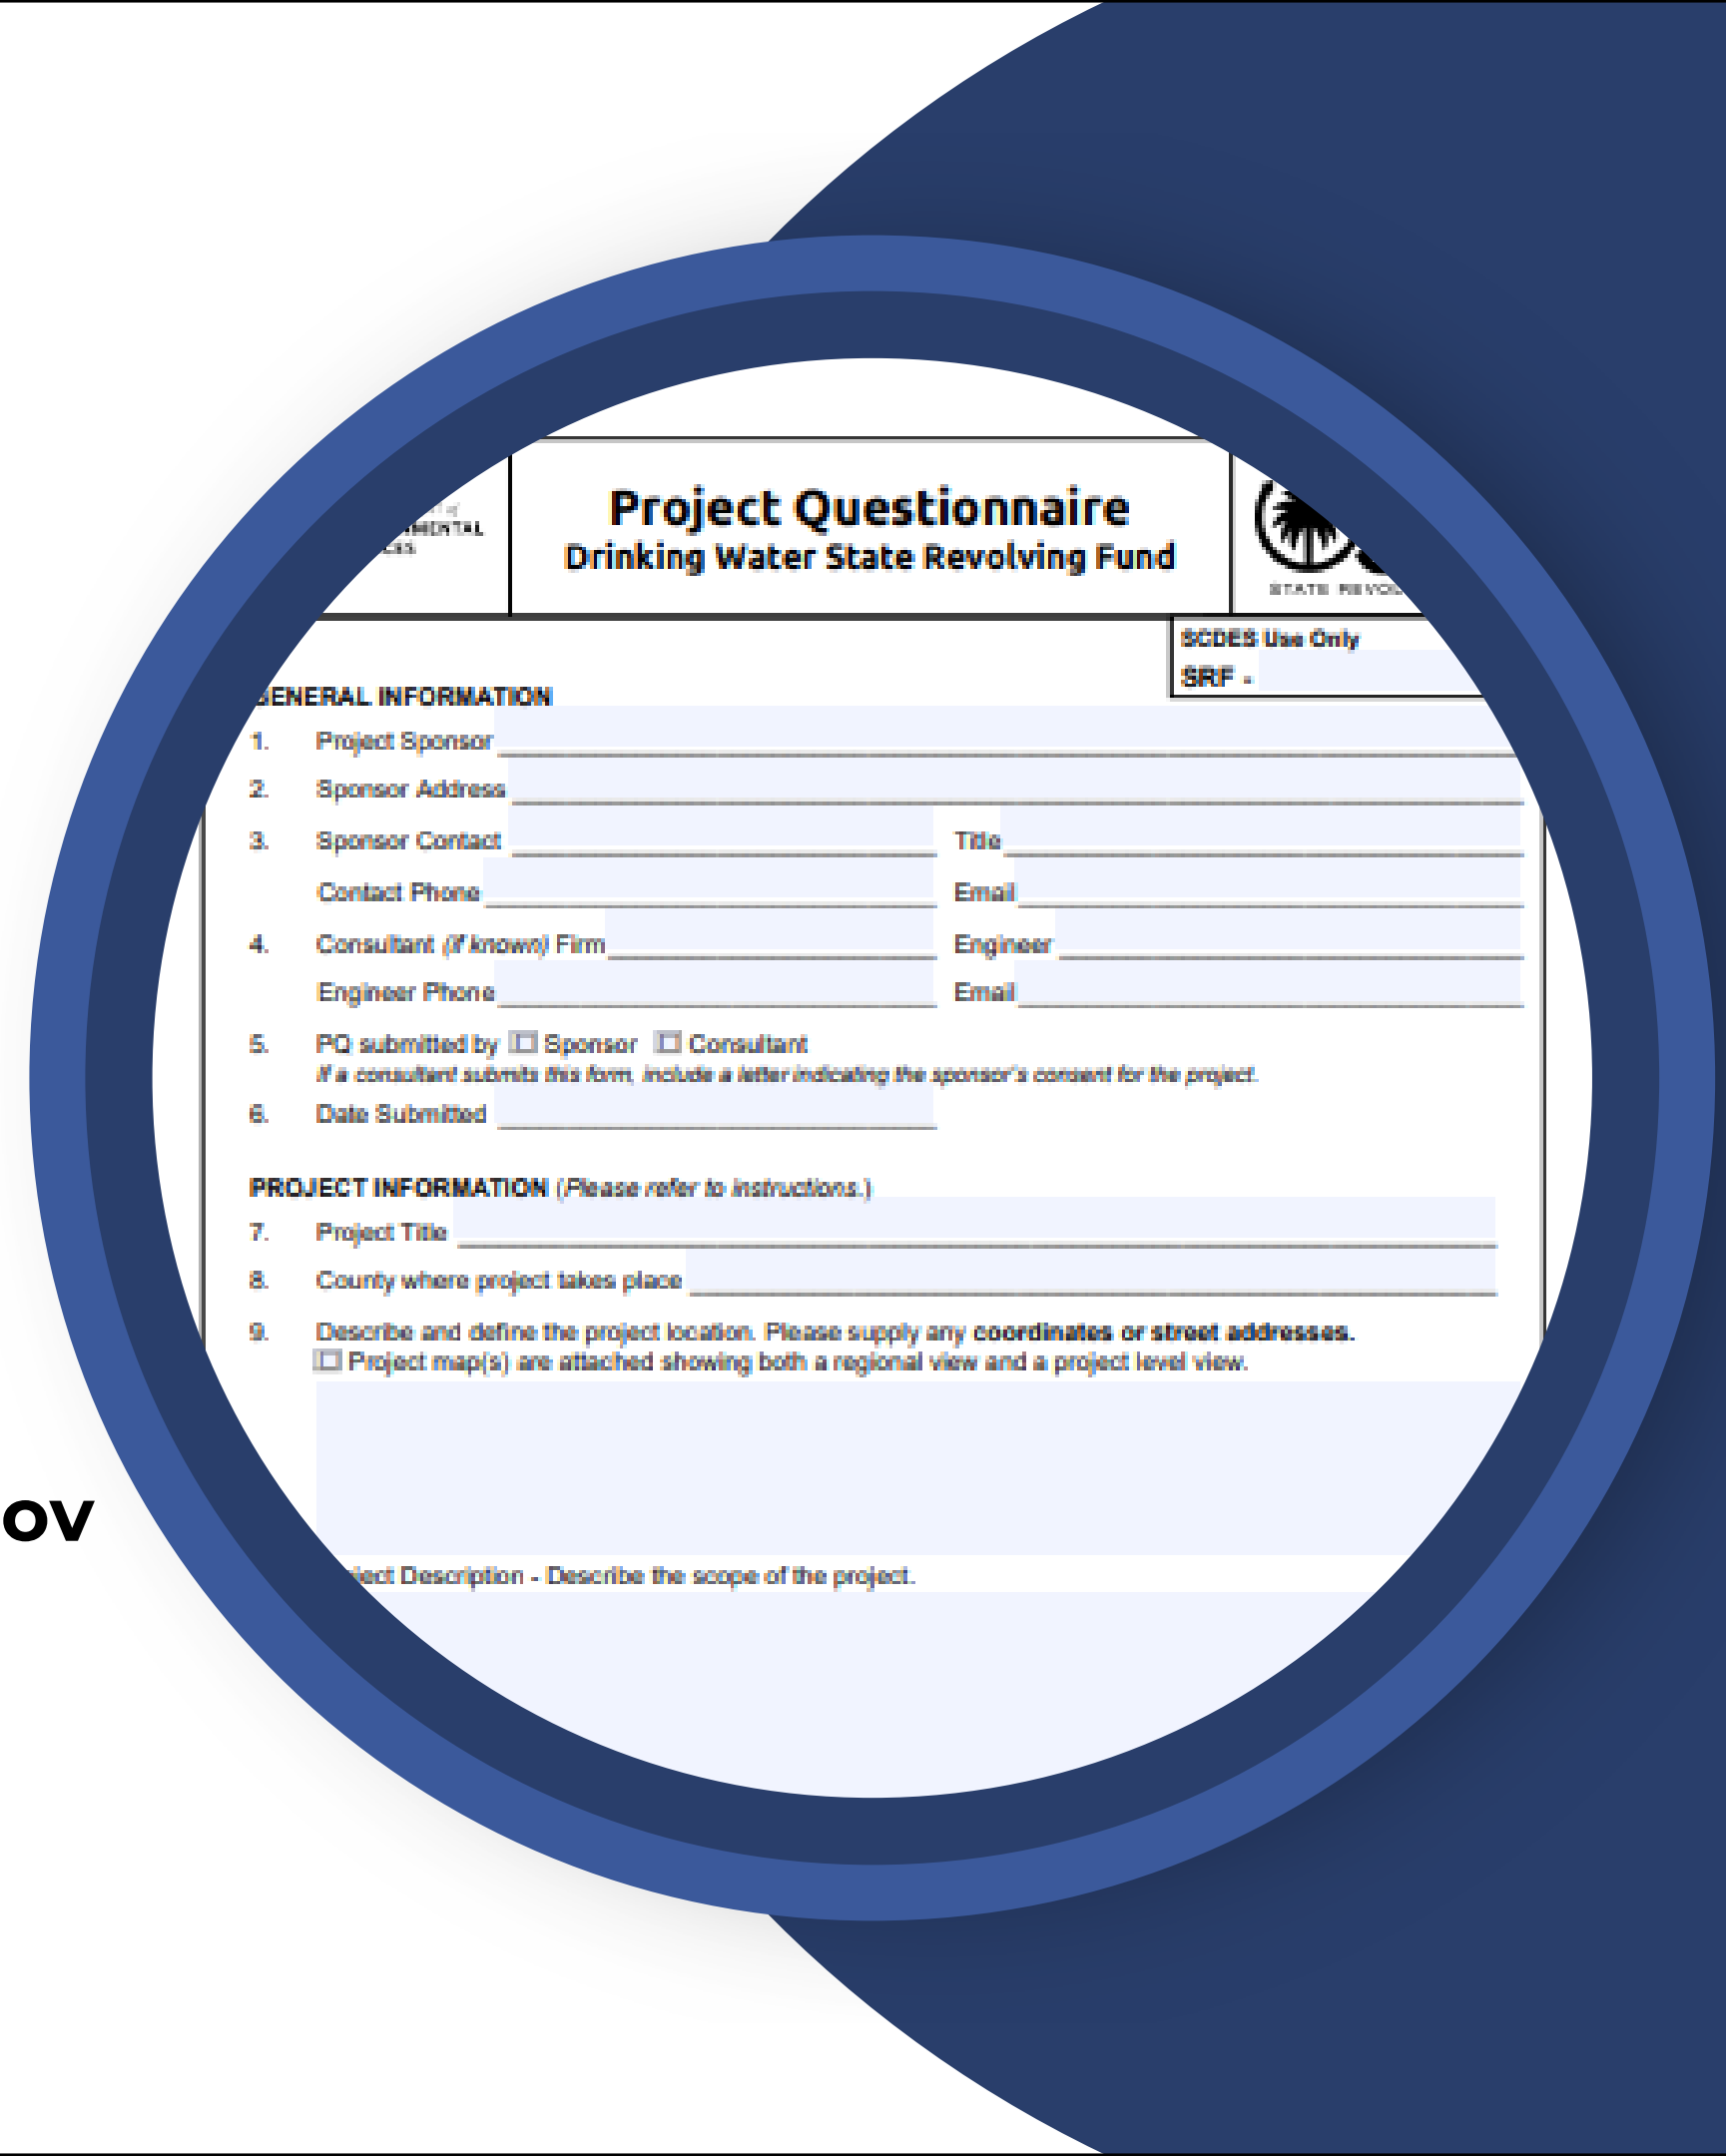 MENTAL
Project Questionnaire
Drinking Water State Revolving Fund
STATE REVOL
SCDES Use Only
SRF -
GENERAL INFORMATION
1. Project Sponsor
2. Sponsor Address
3. Sponsor Contact Title
Contact Phone Email
4. Consultant (if known) Firm Engineer
Engineer Phone Email
5. PQ submitted by Sponsor Consultant
If a consultant submits this form, include a letter indicating the sponsor's consent for the project.
6. Date Submitted
PROJECT INFORMATION (Please refer to instructions.)
7. Project Title
8. County where project takes place
9. Describe and define the project location. Please supply any coordinates or street addresses.
Project map(s) are attached showing both a regional view and a project level view.
ov
ject Description - Describe the scope of the project.